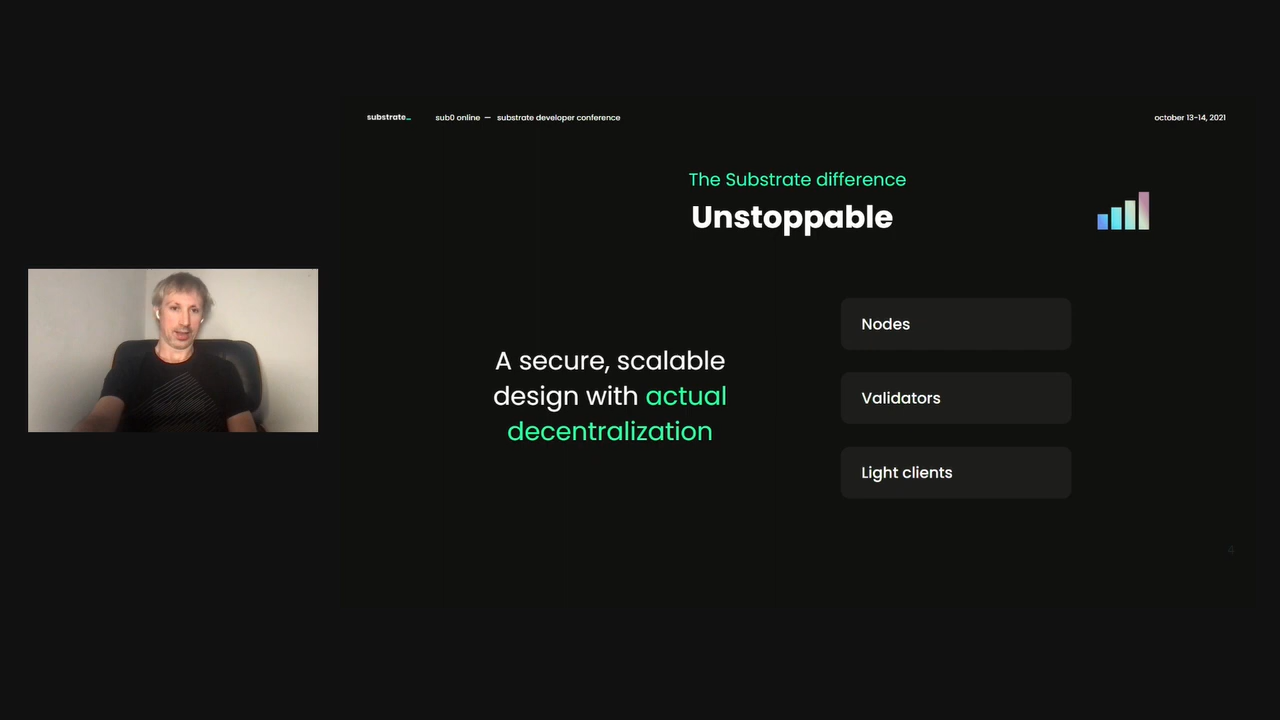 substrate_
sub0 online — substrate developer conference
october 13-14, 2021
The Substrate difference
Unstoppable
A secure, scalable
design with actual
decentralization
Nodes
Validators
Light clients
4